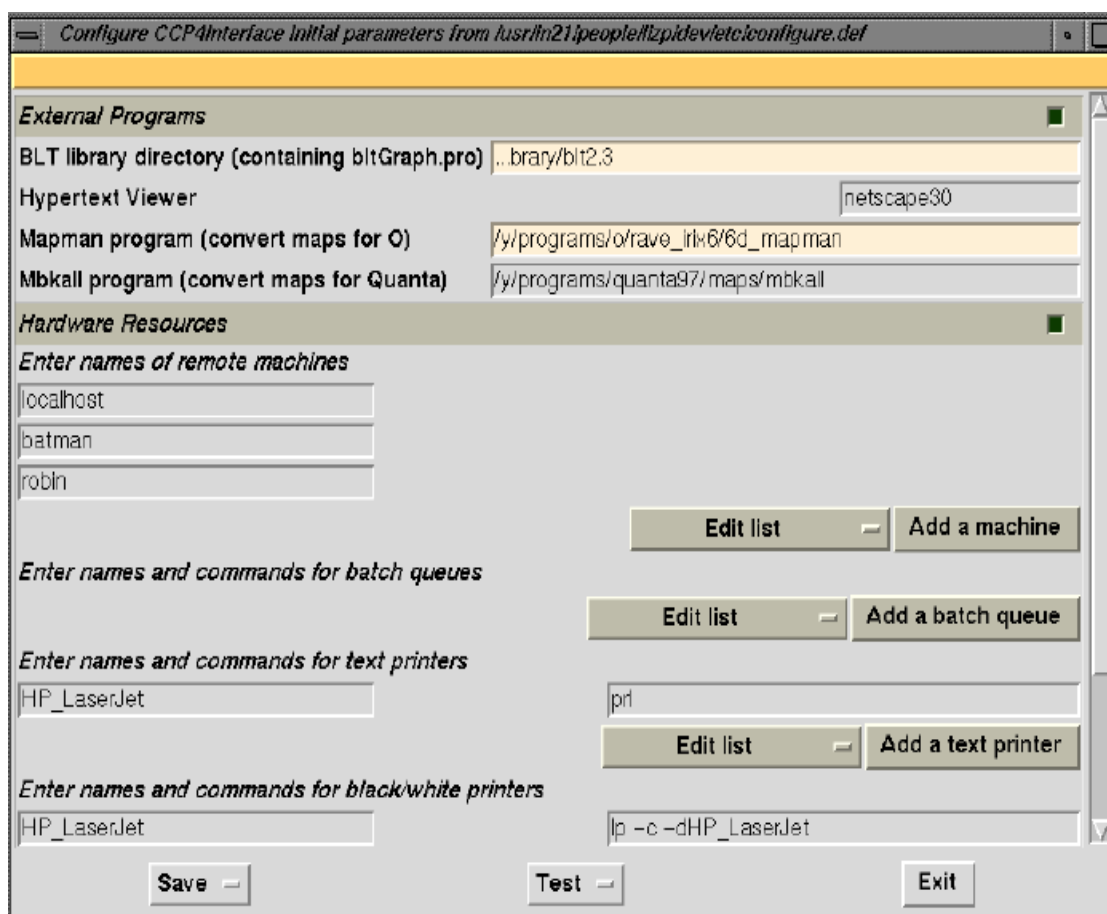 Configure CCP4Interface Initial parameters from /usr/ln21/people/lizp/dev/etc/configure.def
External Programs
BLT library directory (containing bltGraph.pro) ...brary/blt2.3
Hypertext Viewer netscape30
Mapman program (convert maps for O) /y/programs/o/rave_irix6/6d_mapman
Mbkall program (convert maps for Quanta) /y/programs/quanta97/maps/mbkall
Hardware Resources
Enter names of remote machines
localhost
batman
robin
Edit list Add a machine
Enter names and commands for batch queues
Edit list Add a batch queue
Enter names and commands for text printers
HP_LaserJet prl
Edit list Add a text printer
Enter names and commands for black/white printers
HP_LaserJet lp -c -dHP_LaserJet
Save Test Exit